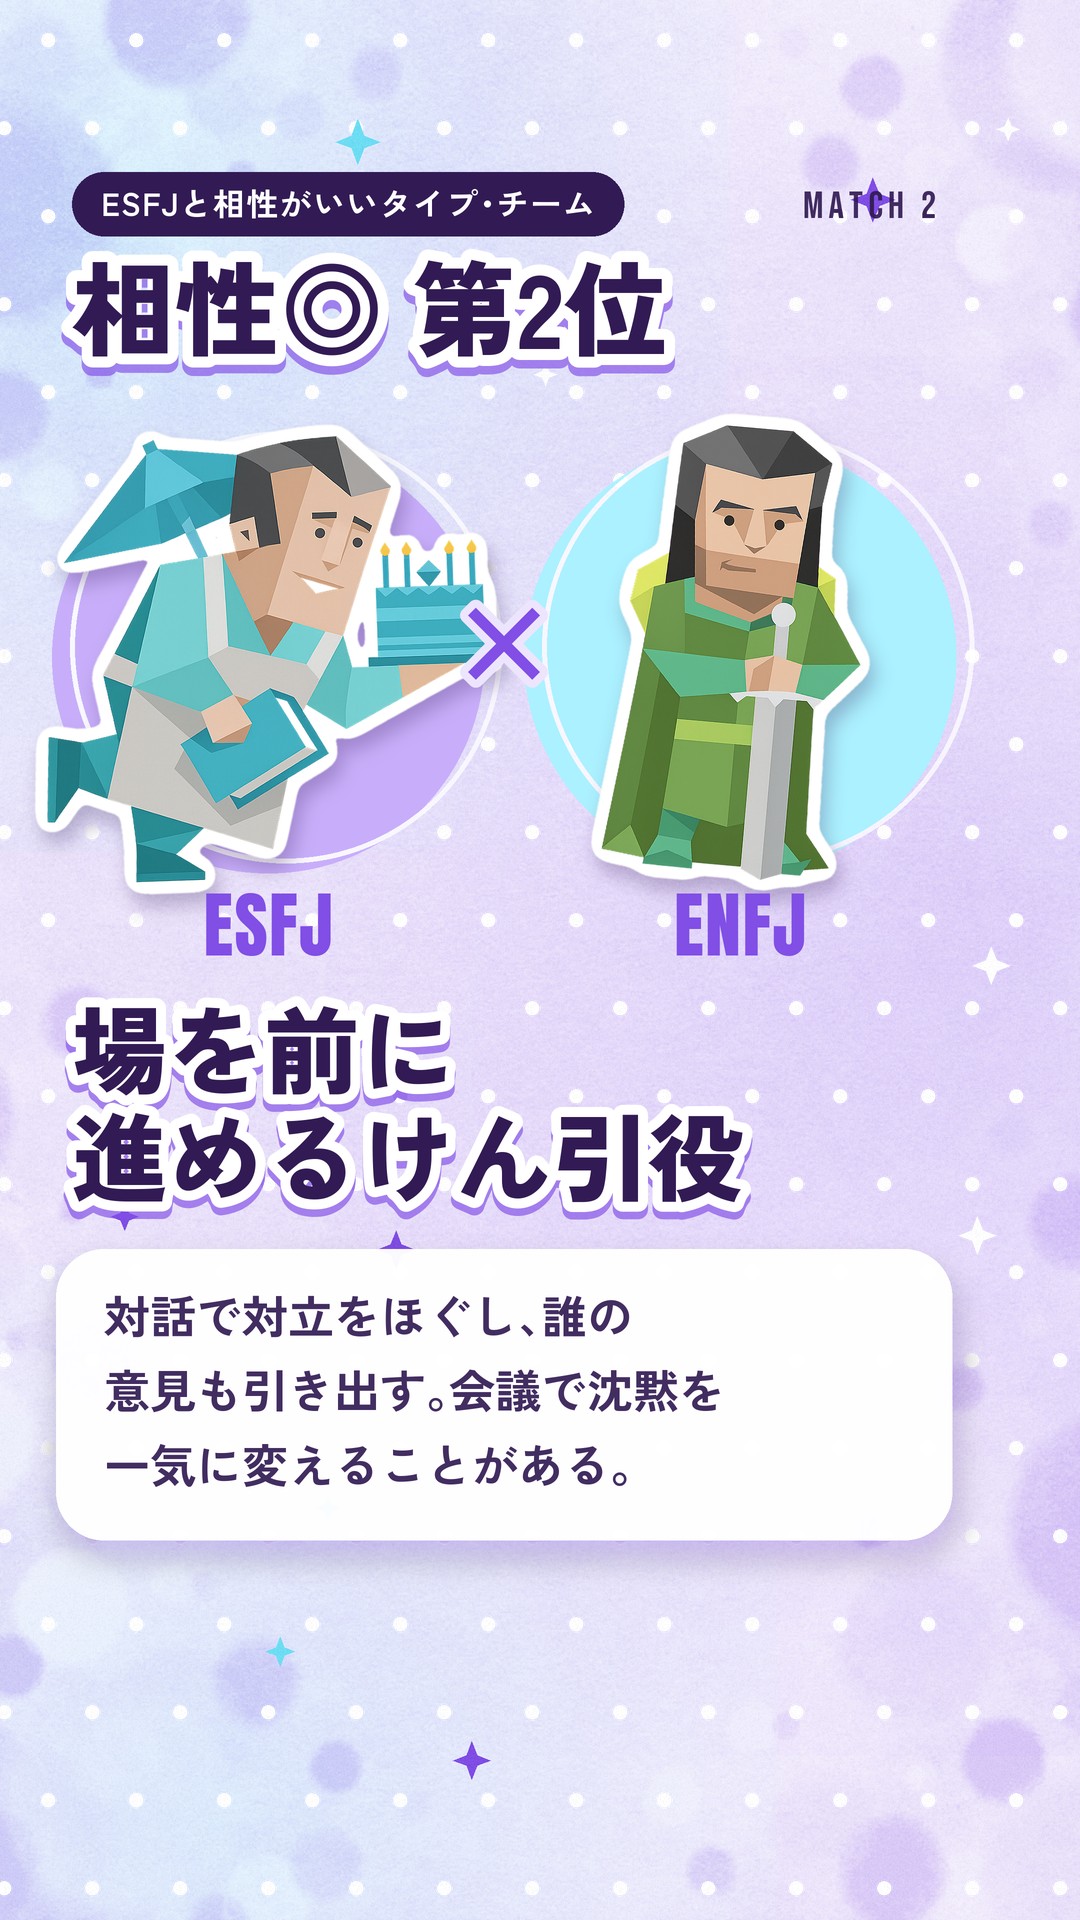 ESFJと相性がいいタイプ・チーム
MATCH 2
相性◎ 第2位
ESFJ
×
ENFJ
場を前に
進めるけん引役
対話で対立をほぐし、誰の
意見も引き出す。会議で沈黙を
一気に変えることがある。